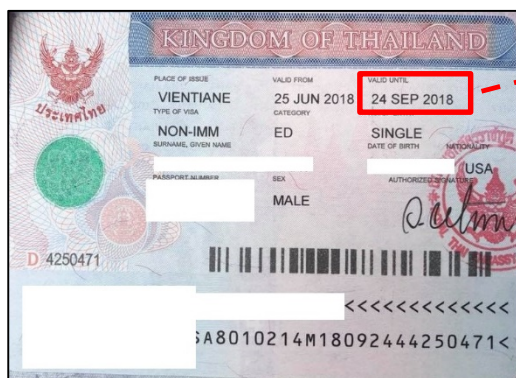 KINGDOM OF THAILAND
ประเทศไทย
PLACE OF ISSUE VALID FROM VALID UNTIL
VIENTIANE 25 JUN 2018 24 SEP 2018
TYPE OF VISA CATEGORY
NON-IMM ED SINGLE
SURNAME, GIVEN NAME DATE OF BIRTH NATIONALITY
USA
PASSPORT NUMBER SEX AUTHORIZED SIGNATURE
MALE
D 4250471
<<<<<<<<<<<<<
SA8010214M18092444250471<